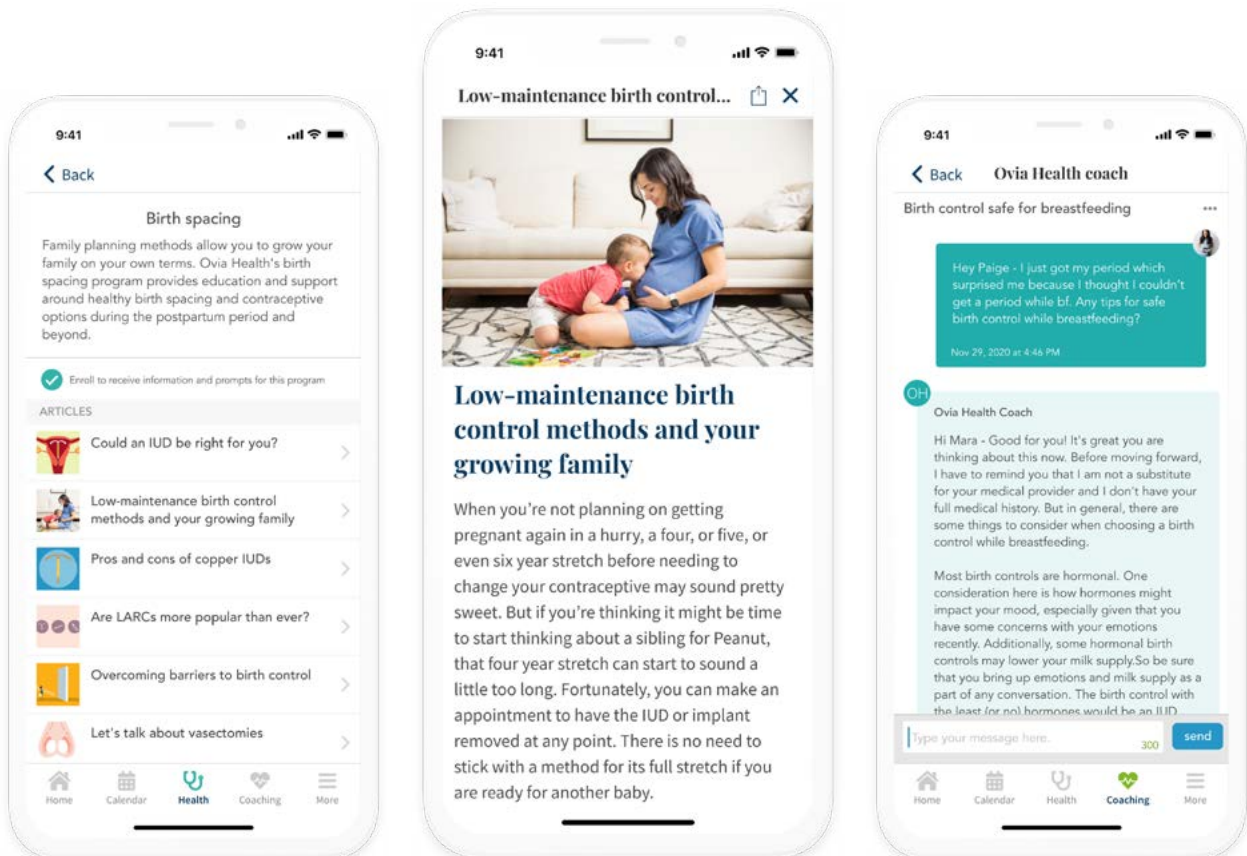 9:41
Back
Birth spacing
Family planning methods allow you to grow your
family on your own terms. Ovia Health's birth
spacing program provides education and support
around healthy birth spacing and contraceptive
options during the postpartum period and
beyond.
Enroll to receive information and prompts for this program
ARTICLES
Could an IUD be right for you?
Low-maintenance birth control
methods and your growing family
Pros and cons of copper IUDs
Are LARCs more popular than ever?
Overcoming barriers to birth control
Let's talk about vasectomies
Home Calendar Health Coaching More
9:41
Low-maintenance birth control...
Low-maintenance birth
control methods and your
growing family
When you're not planning on getting
pregnant again in a hurry, a four, or five, or
even six year stretch before needing to
change your contraceptive may sound pretty
sweet. But if you're thinking it might be time
to start thinking about a sibling for Peanut,
that four year stretch can start to sound a
little too long. Fortunately, you can make an
appointment to have the IUD or implant
removed at any point. There is no need to
stick with a method for its full stretch if you
are ready for another baby.
9:41
Back Ovia Health coach
Birth control safe for breastfeeding
Hey Paige - I just got my period which
surprised me because I thought I couldn't
get a period while bf. Any tips for safe
birth control while breastfeeding?
Nov 29, 2020 at 4:46 PM
OH
Ovia Health Coach
Hi Mara - Good for you! It's great you are
thinking about this now. Before moving forward,
I have to remind you that I am not a substitute
for your medical provider and I don't have your
full medical history. But in general, there are
some things to consider when choosing a birth
control while breastfeeding.
Most birth controls are hormonal. One
consideration here is how hormones might
impact your mood, especially given that you
have some concerns with your emotions
recently. Additionally, some hormonal birth
controls may lower your milk supply.So be sure
that you bring up emotions and milk supply as a
part of any conversation. The birth control with
the least (or no) hormones would be an IUD
Type your message here.
300
send
Home Calendar Health Coaching More